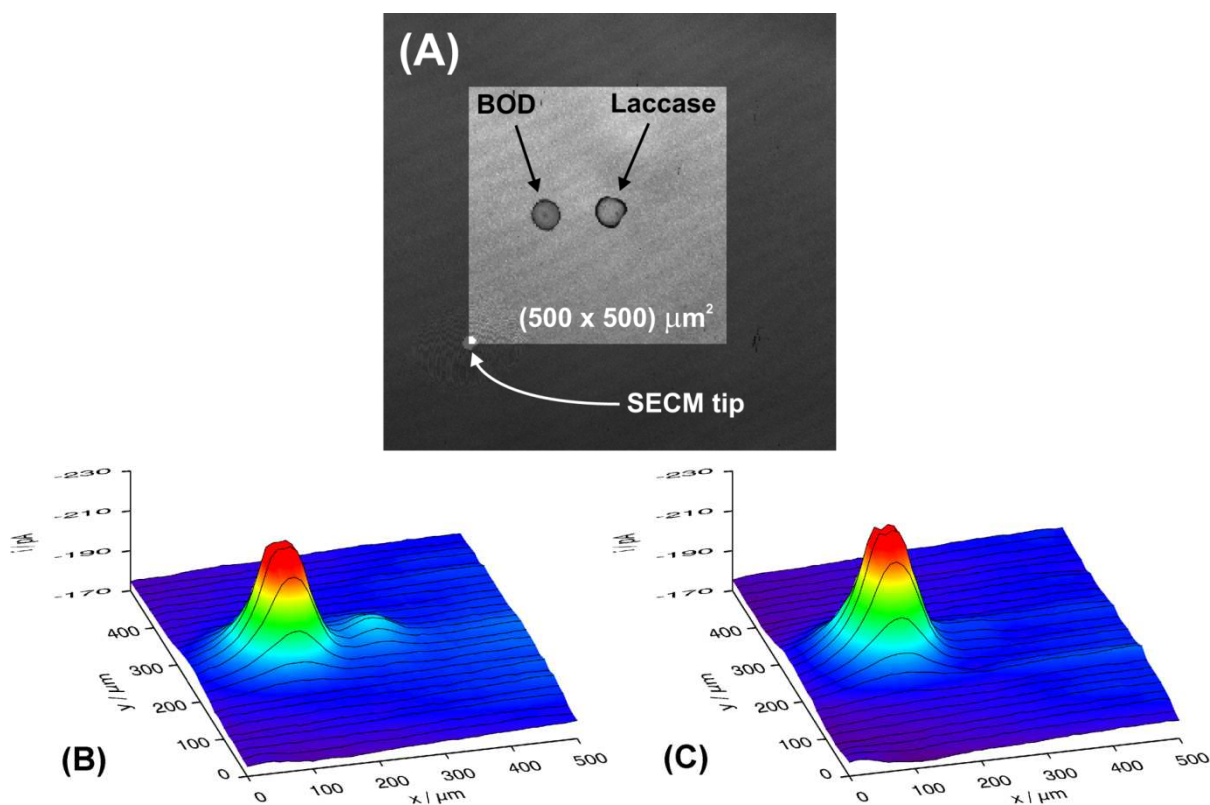 (A)
BOD Laccase
(500 x 500) μm²
SECM tip
-230
-210
-190
-170
i/pA
400
300
200
100
0
y / μm
0 100 200 300 400 500
x / μm
(B)
-230
-210
-190
-170
i/pA
400
300
200
100
0
y / μm
0 100 200 300 400 500
x / μm
(C)